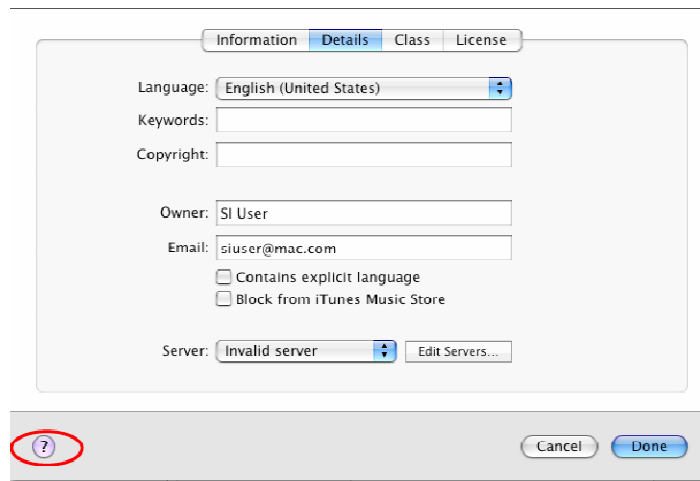 Information Details Class License
Language: English (United States)
Keywords:
Copyright:
Owner: SI User
Email: siuser@mac.com
Contains explicit language
Block from iTunes Music Store
Server: Invalid server Edit Servers...
? Cancel Done